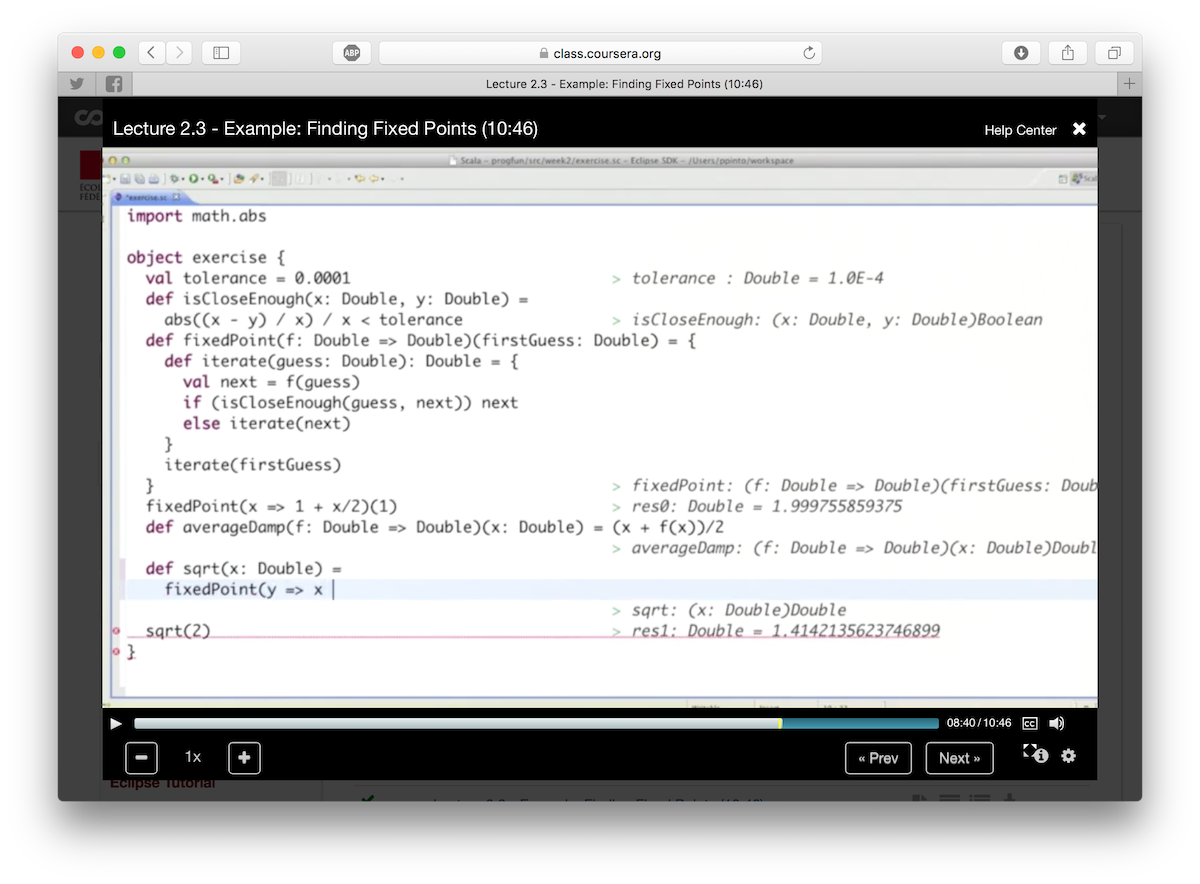 ABP
class.coursera.org
Lecture 2.3 - Example: Finding Fixed Points (10:46)
Lecture 2.3 - Example: Finding Fixed Points (10:46)
Help Center
ECOL
FEDE
Scala - progfun/src/week2/exercise.sc - Eclipse SDK - /Users/ppinto/workspace
Scal
*exercise.sc
import math.abs
object exercise {
val tolerance = 0.0001 > tolerance : Double = 1.0E-4
def isCloseEnough(x: Double, y: Double) =
abs((x - y) / x) / x < tolerance > isCloseEnough: (x: Double, y: Double)Boolean
def fixedPoint(f: Double => Double)(firstGuess: Double) = {
def iterate(guess: Double): Double = {
val next = f(guess)
if (isCloseEnough(guess, next)) next
else iterate(next)
}
iterate(firstGuess)
} > fixedPoint: (f: Double => Double)(firstGuess: Doub
fixedPoint(x => 1 + x/2)(1) > res0: Double = 1.999755859375
def averageDamp(f: Double => Double)(x: Double) = (x + f(x))/2
> averageDamp: (f: Double => Double)(x: Double)Doubl
def sqrt(x: Double) =
fixedPoint(y => x
> sqrt: (x: Double)Double
sqrt(2) > res1: Double = 1.4142135623746899
}
08:40 / 10:46 CC
1x « Prev Next »
Eclipse Tutorial